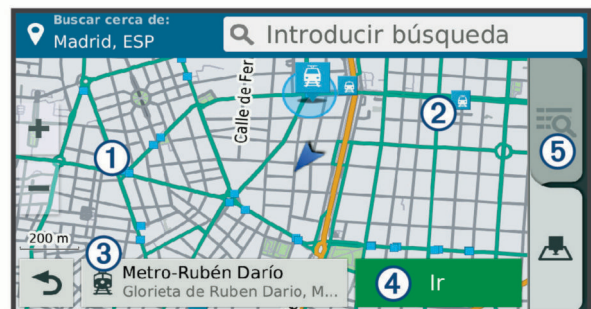 Buscar cerca de:
Madrid, ESP
Introducir búsqueda
Calle de Fer
2
5
1
200 m
3
Metro-Rubén Darío
Glorieta de Ruben Dario, M...
4
Ir